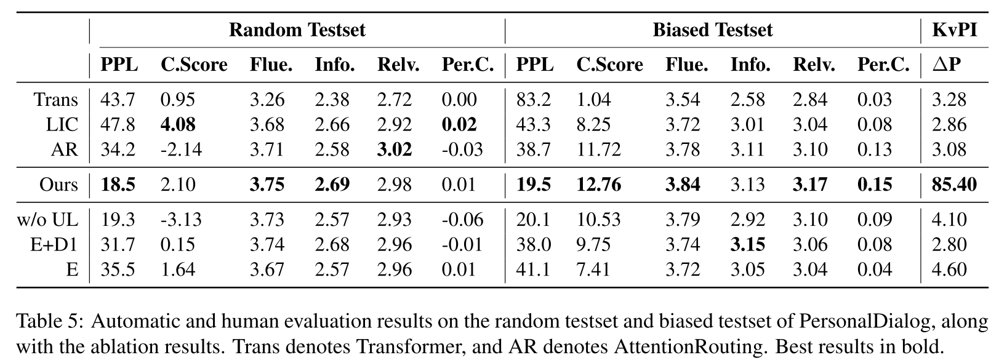 Random Testset Biased Testset KvPI
PPL C.Score Flue. Info. Relv. Per.C. PPL C.Score Flue. Info. Relv. Per.C. △P
Trans 43.7 0.95 3.26 2.38 2.72 0.00 83.2 1.04 3.54 2.58 2.84 0.03 3.28
LIC 47.8 4.08 3.68 2.66 2.92 0.02 43.3 8.25 3.72 3.01 3.04 0.08 2.86
AR 34.2 -2.14 3.71 2.58 3.02 -0.03 38.7 11.72 3.78 3.11 3.10 0.13 3.08
Ours 18.5 2.10 3.75 2.69 2.98 0.01 19.5 12.76 3.84 3.13 3.17 0.15 85.40
w/o UL 19.3 -3.13 3.73 2.57 2.93 -0.06 20.1 10.53 3.79 2.92 3.10 0.09 4.10
E+D1 31.7 0.15 3.74 2.68 2.96 -0.01 38.0 9.75 3.74 3.15 3.06 0.08 2.80
E 35.5 1.64 3.67 2.57 2.96 0.01 41.1 7.41 3.72 3.05 3.04 0.04 4.60
Table 5: Automatic and human evaluation results on the random testset and biased testset of PersonalDialog, along
with the ablation results. Trans denotes Transformer, and AR denotes AttentionRouting. Best results in bold.